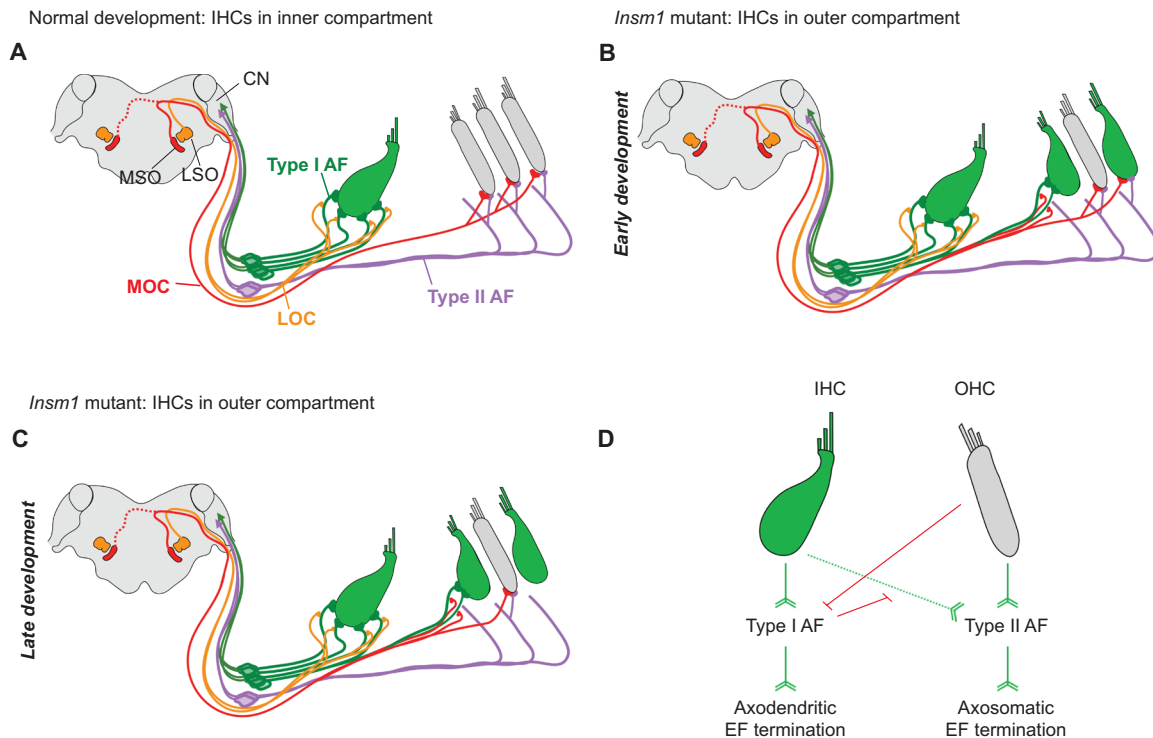 Normal development: IHCs in inner compartment
Insm1 mutant: IHCs in outer compartment
A
CN
MSO
LSO
Type I AF
MOC
LOC
Type II AF
B
Early development
Insm1 mutant: IHCs in outer compartment
C
Late development
D
IHC
OHC
Type I AF
Type II AF
Axodendritic
EF termination
Axosomatic
EF termination